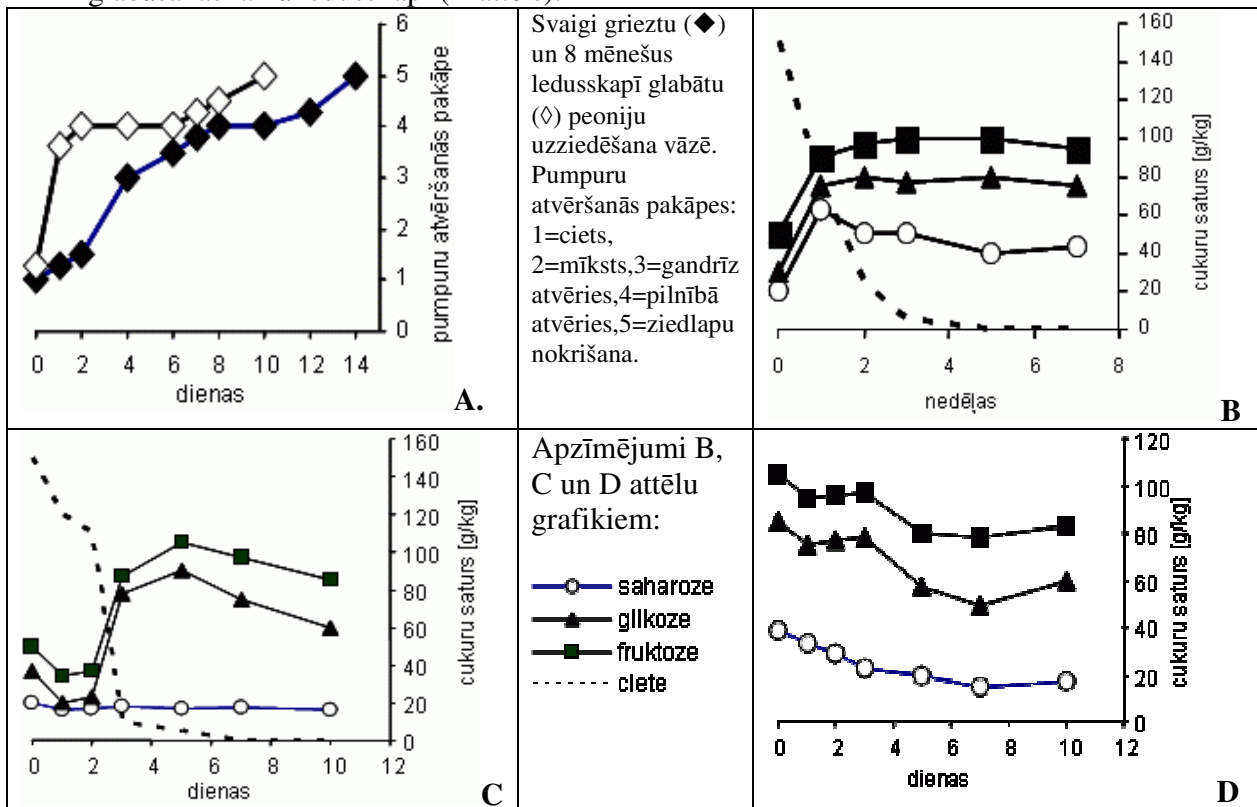 6
5
4
3
2
1
0
pumpuru atvēršanās pakāpe
0 2 4 6 8 10 12 14
dienas
A.
Svaigi grieztu (◆)
un 8 mēnešus
ledusskapī glabātu
(◊) peoniju
uzziedēšana vāzē.
Pumpuru
atvēršanās pakāpes:
1=ciets,
2=mīksts,3=gandrīz
atvēries,4=pilnībā
atvēries,5=ziedlapu
nokrišana.
160
140
120
100
80
60
40
20
0
cukuru saturs [g/kg]
0 2 4 6 8
nedēļas
B
160
140
120
100
80
60
40
20
0
cukuru saturs [g/kg]
0 2 4 6 8 10 12
dienas
C
Apzīmējumi B,
C un D attēlu
grafikiem:
saharoze
glikoze
fruktoze
ciete
120
100
80
60
40
20
0
cukuru saturs [g/kg]
0 2 4 6 8 10 12
dienas
D